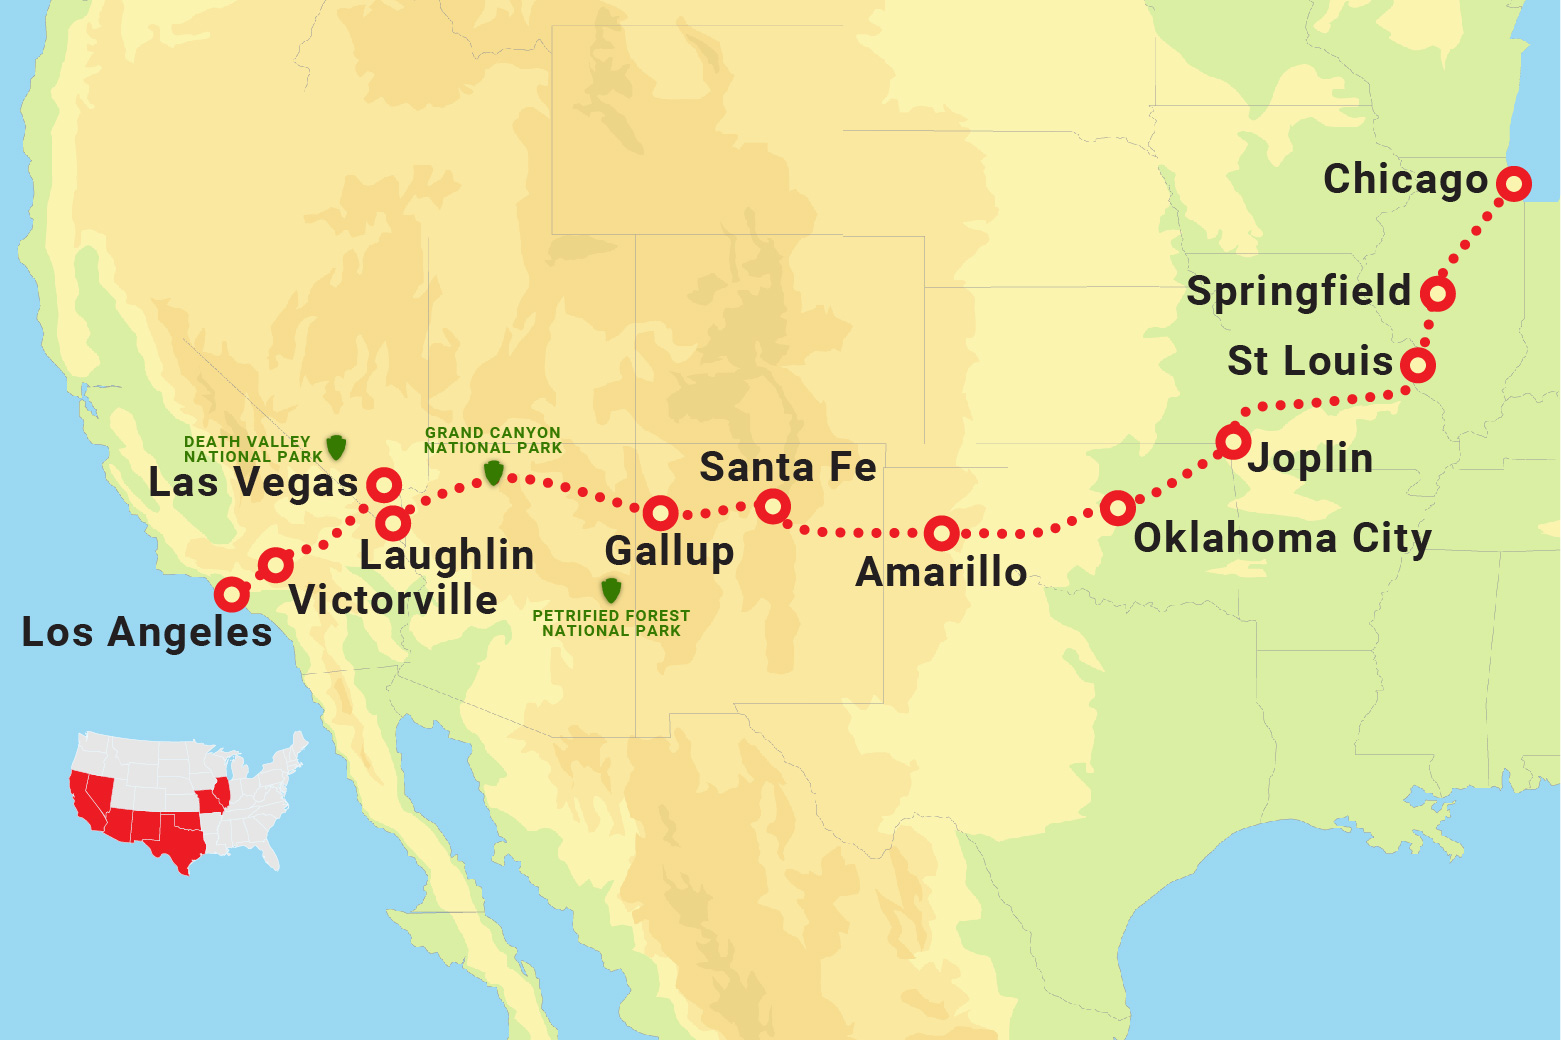 Chicago
Springfield
St Louis
DEATH VALLEY
NATIONAL PARK
GRAND CANYON
NATIONAL PARK
Joplin
Santa Fe
Las Vegas
Oklahoma City
Laughlin
Gallup
Amarillo
Victorville
PETRIFIED FOREST
NATIONAL PARK
Los Angeles